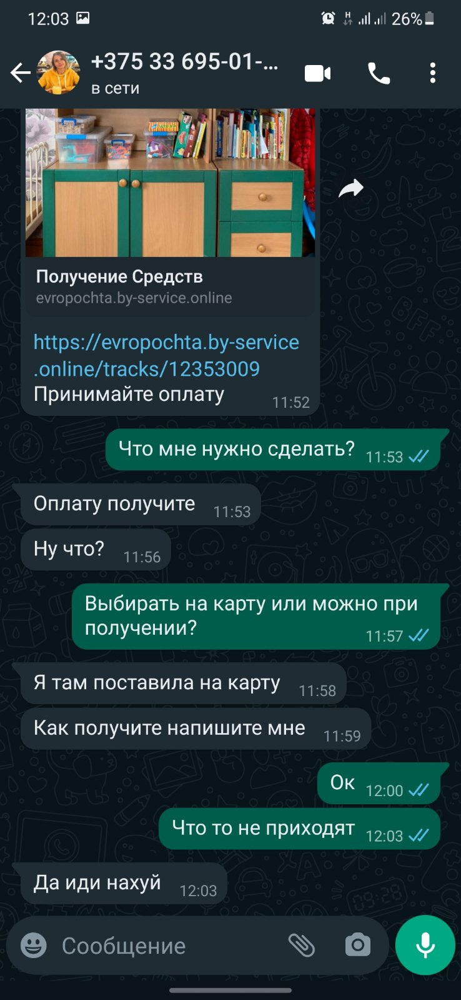 12:03
26%
+375 33 695-01-...
в сети
Получение Средств
evropochta.by-service.online
https://evropochta.by-service
.online/tracks/12353009
Принимайте оплату
11:52
Что мне нужно сделать? 11:53
Оплату получите 11:53
Ну что? 11:56
Выбирать на карту или можно при
получении? 11:57
Я там поставила на карту 11:58
Как получите напишите мне 11:59
Ок 12:00
Что то не приходят 12:03
Да иди нахуй 12:03
Сообщение